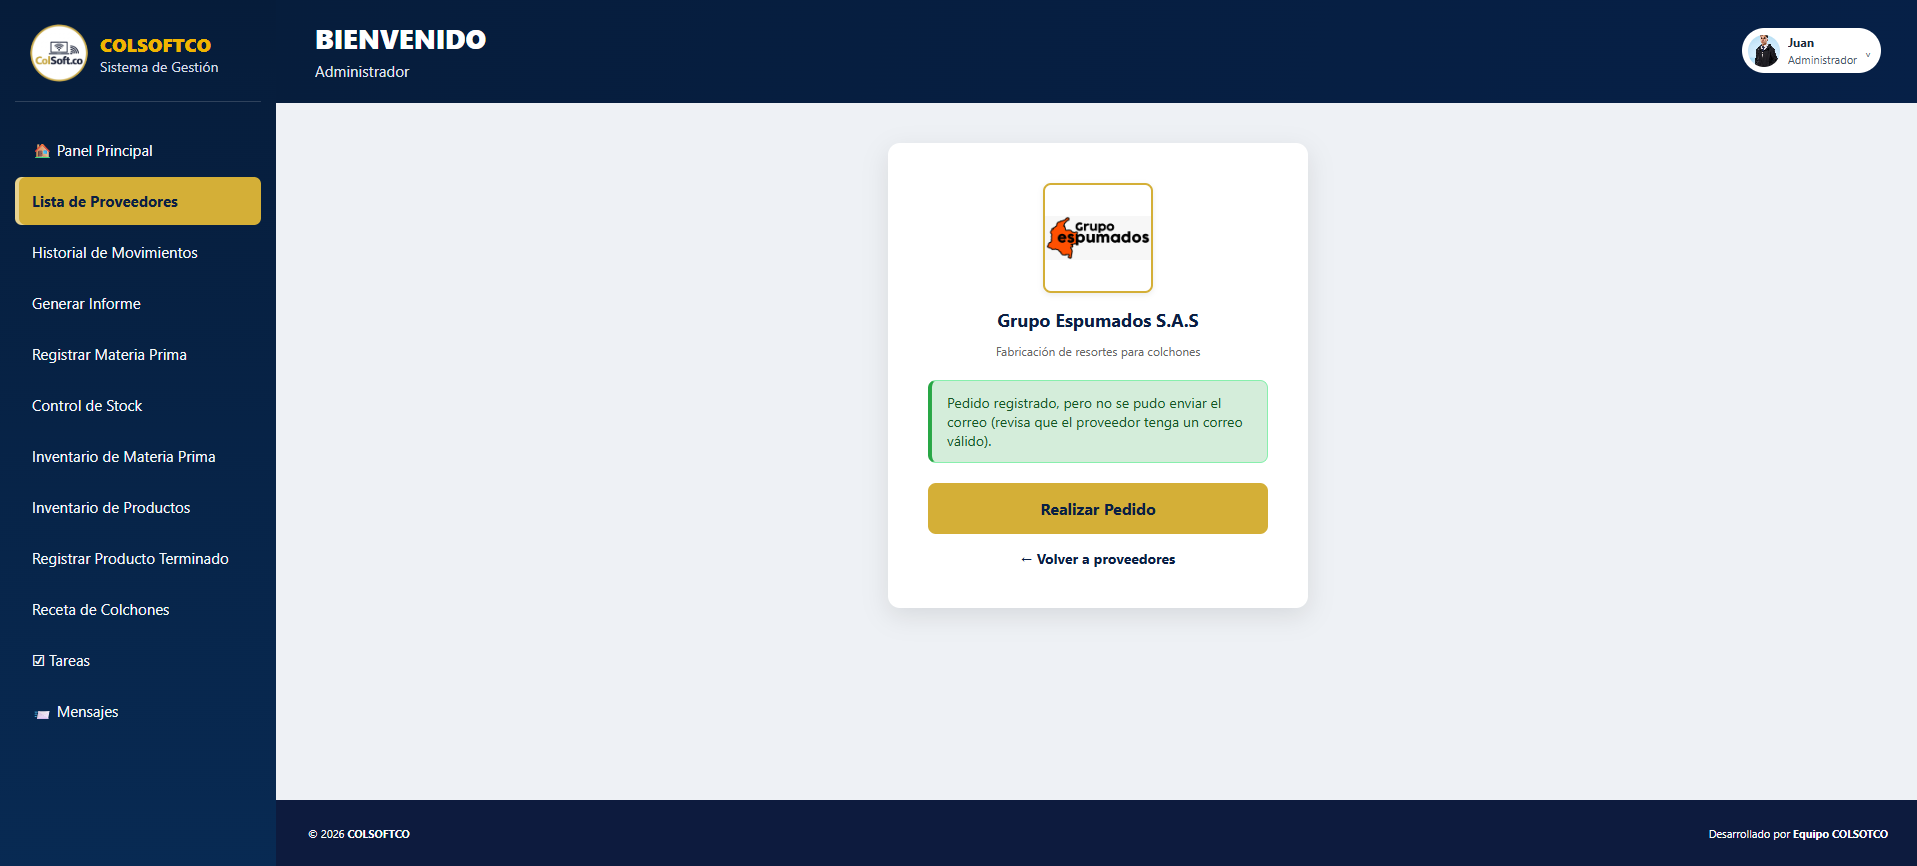 ColSoft.co
COLSOFTCO
Sistema de Gestión
BIENVENIDO
Administrador
Juan
Administrador
Panel Principal
Lista de Proveedores
Historial de Movimientos
Generar Informe
Registrar Materia Prima
Control de Stock
Inventario de Materia Prima
Inventario de Productos
Registrar Producto Terminado
Receta de Colchones
Tareas
Mensajes
Grupo
espumados
Grupo Espumados S.A.S
Fabricación de resortes para colchones
Pedido registrado, pero no se pudo enviar el
correo (revisa que el proveedor tenga un correo
válido).
Realizar Pedido
← Volver a proveedores
© 2026 COLSOFTCO
Desarrollado por Equipo COLSOTCO